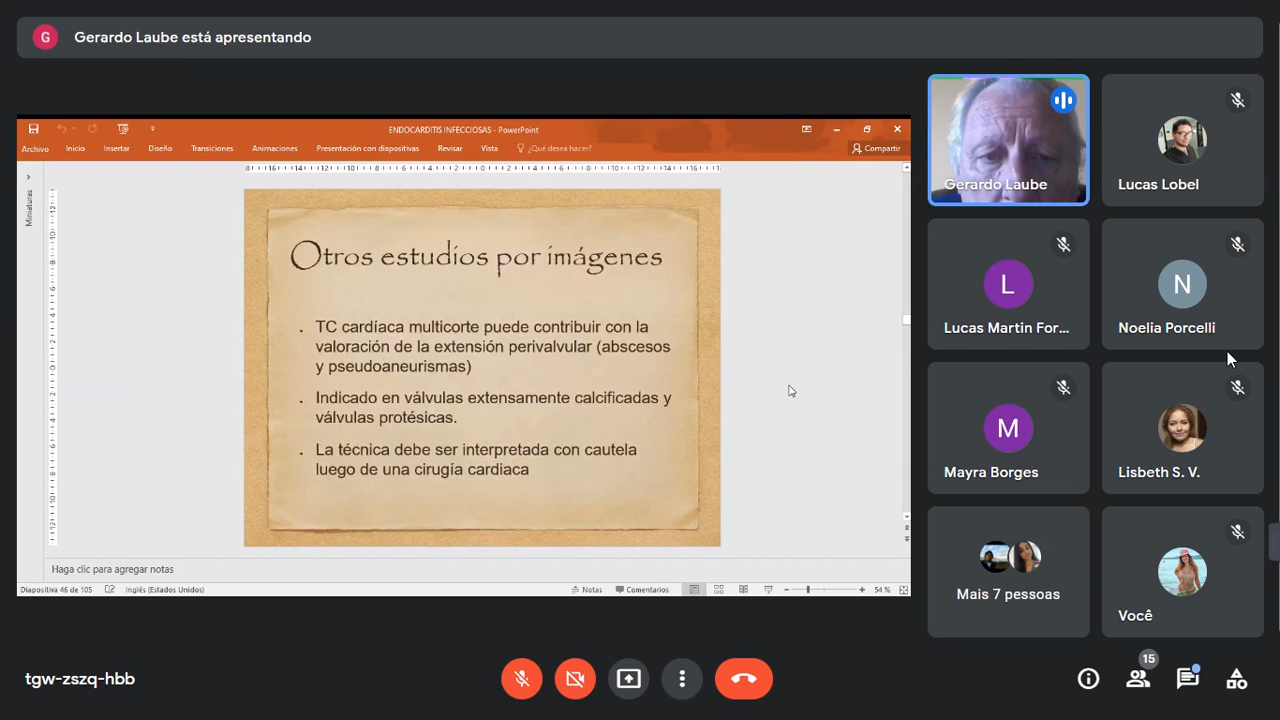 G Gerardo Laube está apresentando
ENDOCARDITIS INFECCIOSAS - PowerPoint
Archivo Inicio Insertar Diseño Transiciones Animaciones Presentación con diapositivas Revisar Vista ¿Qué desea hacer? Compartir
Miniaturas
Otros estudios por imágenes
. TC cardíaca multicorte puede contribuir con la
valoración de la extensión perivalvular (abscesos
y pseudoaneurismas)
. Indicado en válvulas extensamente calcificadas y
válvulas protésicas.
. La técnica debe ser interpretada con cautela
luego de una cirugía cardiaca
Haga clic para agregar notas
Diapositiva 46 de 105 Inglés (Estados Unidos) Notas Comentarios 54 %
Gerardo Laube
Lucas Lobel
L
Lucas Martin For...
N
Noelia Porcelli
M
Mayra Borges
Lisbeth S. V.
Mais 7 pessoas
Você
tgw-zszq-hbb
15